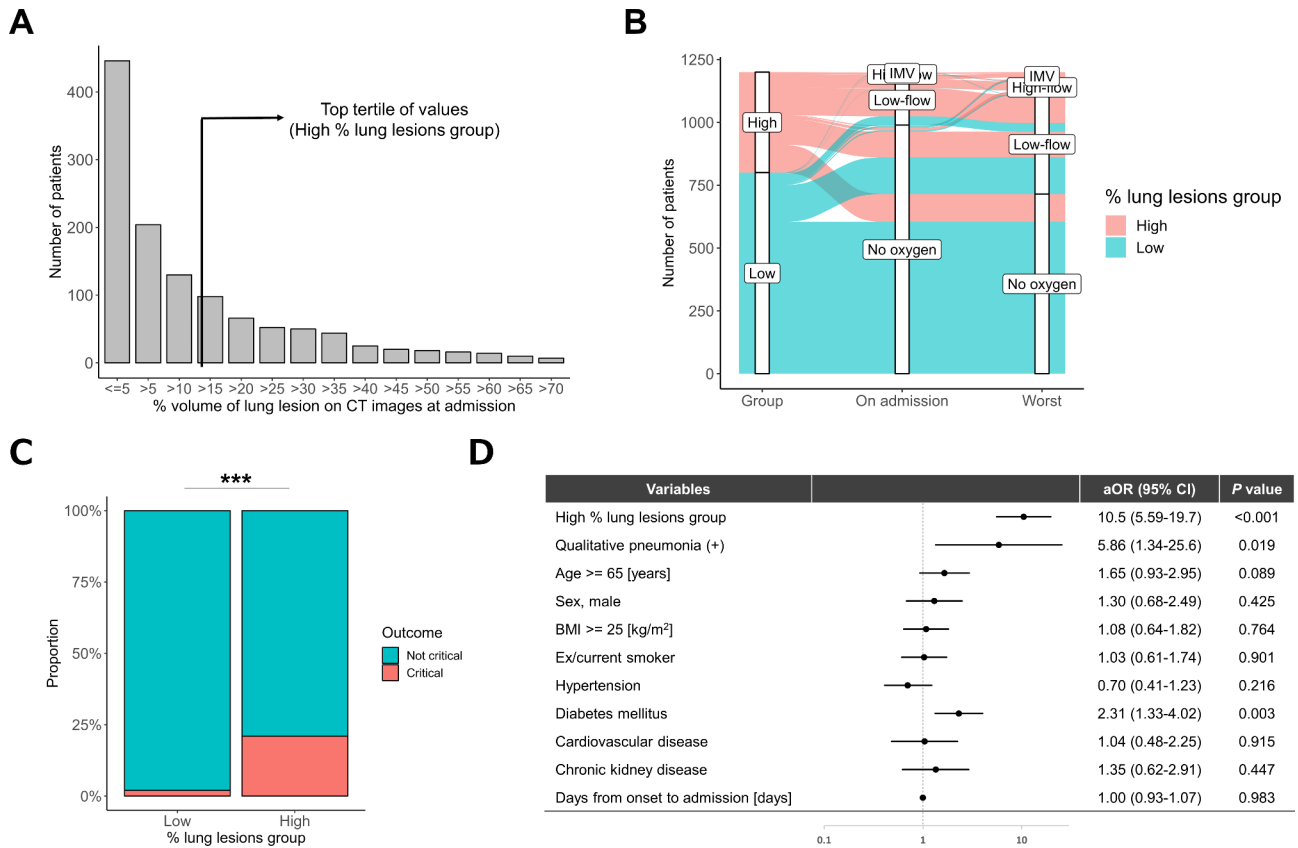 A
Number of patients
400
300
200
100
0
Top tertile of values
(High % lung lesions group)
<=5 >5 >10 >15 >20 >25 >30 >35 >40 >45 >50 >55 >60 >65 >70
% volume of lung lesion on CT images at admission
B
Number of patients
1250
1000
750
500
250
0
High
Low
IMV
Low-flow
No oxygen
IMV
High-flow
Low-flow
No oxygen
Group On admission Worst
% lung lesions group
High
Low
C
***
Proportion
100%
75%
50%
25%
0%
Low High
% lung lesions group
Outcome
Not critical
Critical
D
Variables aOR (95% CI) P value
High % lung lesions group 10.5 (5.59-19.7) <0.001
Qualitative pneumonia (+) 5.86 (1.34-25.6) 0.019
Age >= 65 [years] 1.65 (0.93-2.95) 0.089
Sex, male 1.30 (0.68-2.49) 0.425
BMI >= 25 [kg/m²] 1.08 (0.64-1.82) 0.764
Ex/current smoker 1.03 (0.61-1.74) 0.901
Hypertension 0.70 (0.41-1.23) 0.216
Diabetes mellitus 2.31 (1.33-4.02) 0.003
Cardiovascular disease 1.04 (0.48-2.25) 0.915
Chronic kidney disease 1.35 (0.62-2.91) 0.447
Days from onset to admission [days] 1.00 (0.93-1.07) 0.983
0.1 1 10